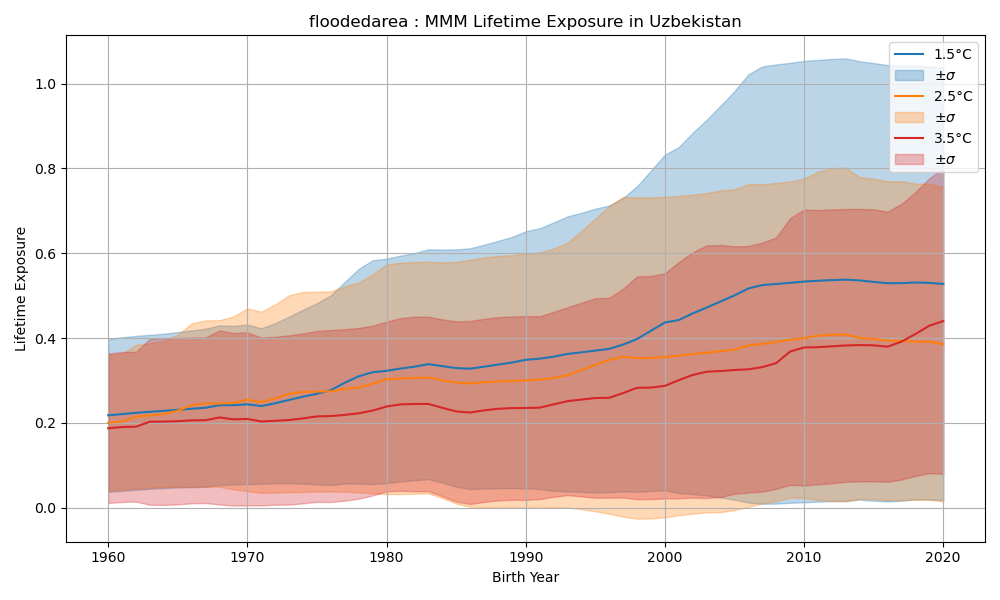 floodedarea : MMM Lifetime Exposure in Uzbekistan
1.5°C
±σ
2.5°C
±σ
3.5°C
±σ
Lifetime Exposure
1.0
0.8
0.6
0.4
0.2
0.0
1960 1970 1980 1990 2000 2010 2020
Birth Year